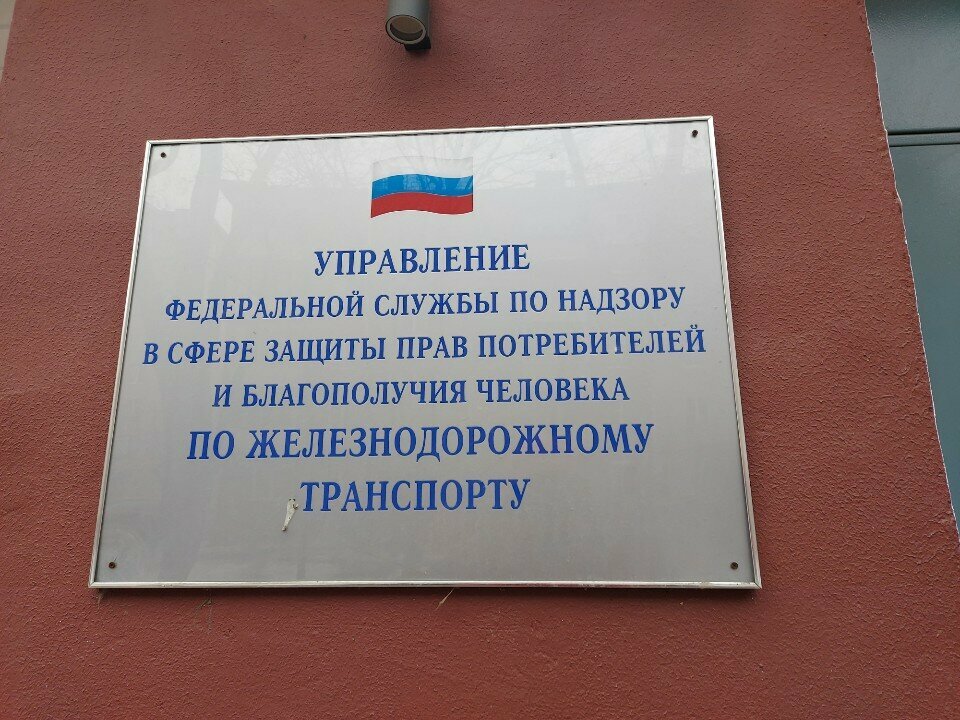 УПРАВЛЕНИЕ
ФЕДЕРАЛЬНОЙ СЛУЖБЫ ПО НАДЗОРУ
В СФЕРЕ ЗАЩИТЫ ПРАВ ПОТРЕБИТЕЛЕЙ
И БЛАГОПОЛУЧИЯ ЧЕЛОВЕКА
ПО ЖЕЛЕЗНОДОРОЖНОМУ
ТРАНСПОРТУ